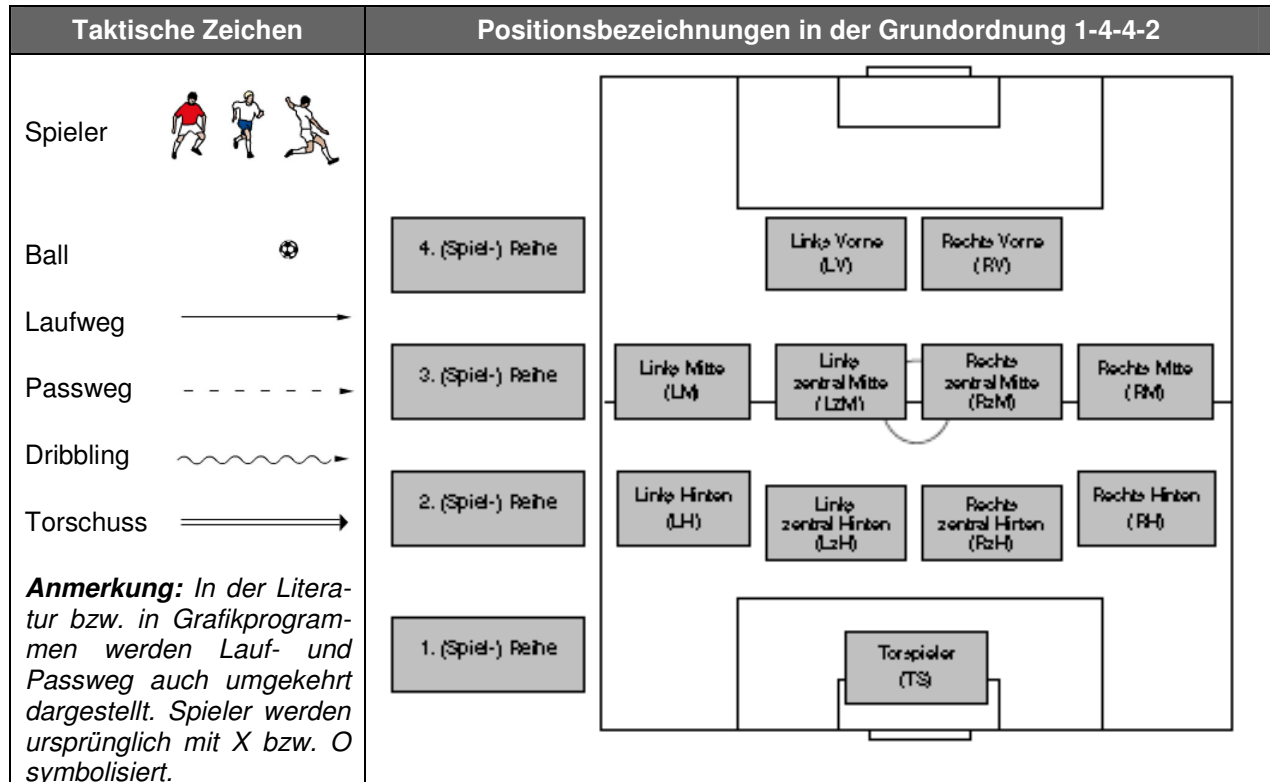 Taktische Zeichen
Positionsbezeichnungen in der Grundordnung 1-4-4-2
Spieler
Ball
Laufweg
Passweg
Dribbling
Torschuss
Anmerkung: In der Litera-
tur bzw. in Grafikprogram-
men werden Lauf- und
Passweg auch umgekehrt
dargestellt. Spieler werden
ursprünglich mit X bzw. O
symbolisiert.
4. (Spiel-) Reihe
Links Vorne
(LV)
Rechts Vorne
(RV)
3. (Spiel-) Reihe
Links Mitte
(LM)
Links
zentral Mitte
(LZM)
Rechts
zentral Mitte
(RzM)
Rechts Mitte
(RM)
2. (Spiel-) Reihe
Links Hinten
(LH)
Links
zentral Hinten
(LzH)
Rechts
zentral Hinten
(RzH)
Rechts Hinten
(RH)
1. (Spiel-) Reihe
Torspieler
(TS)